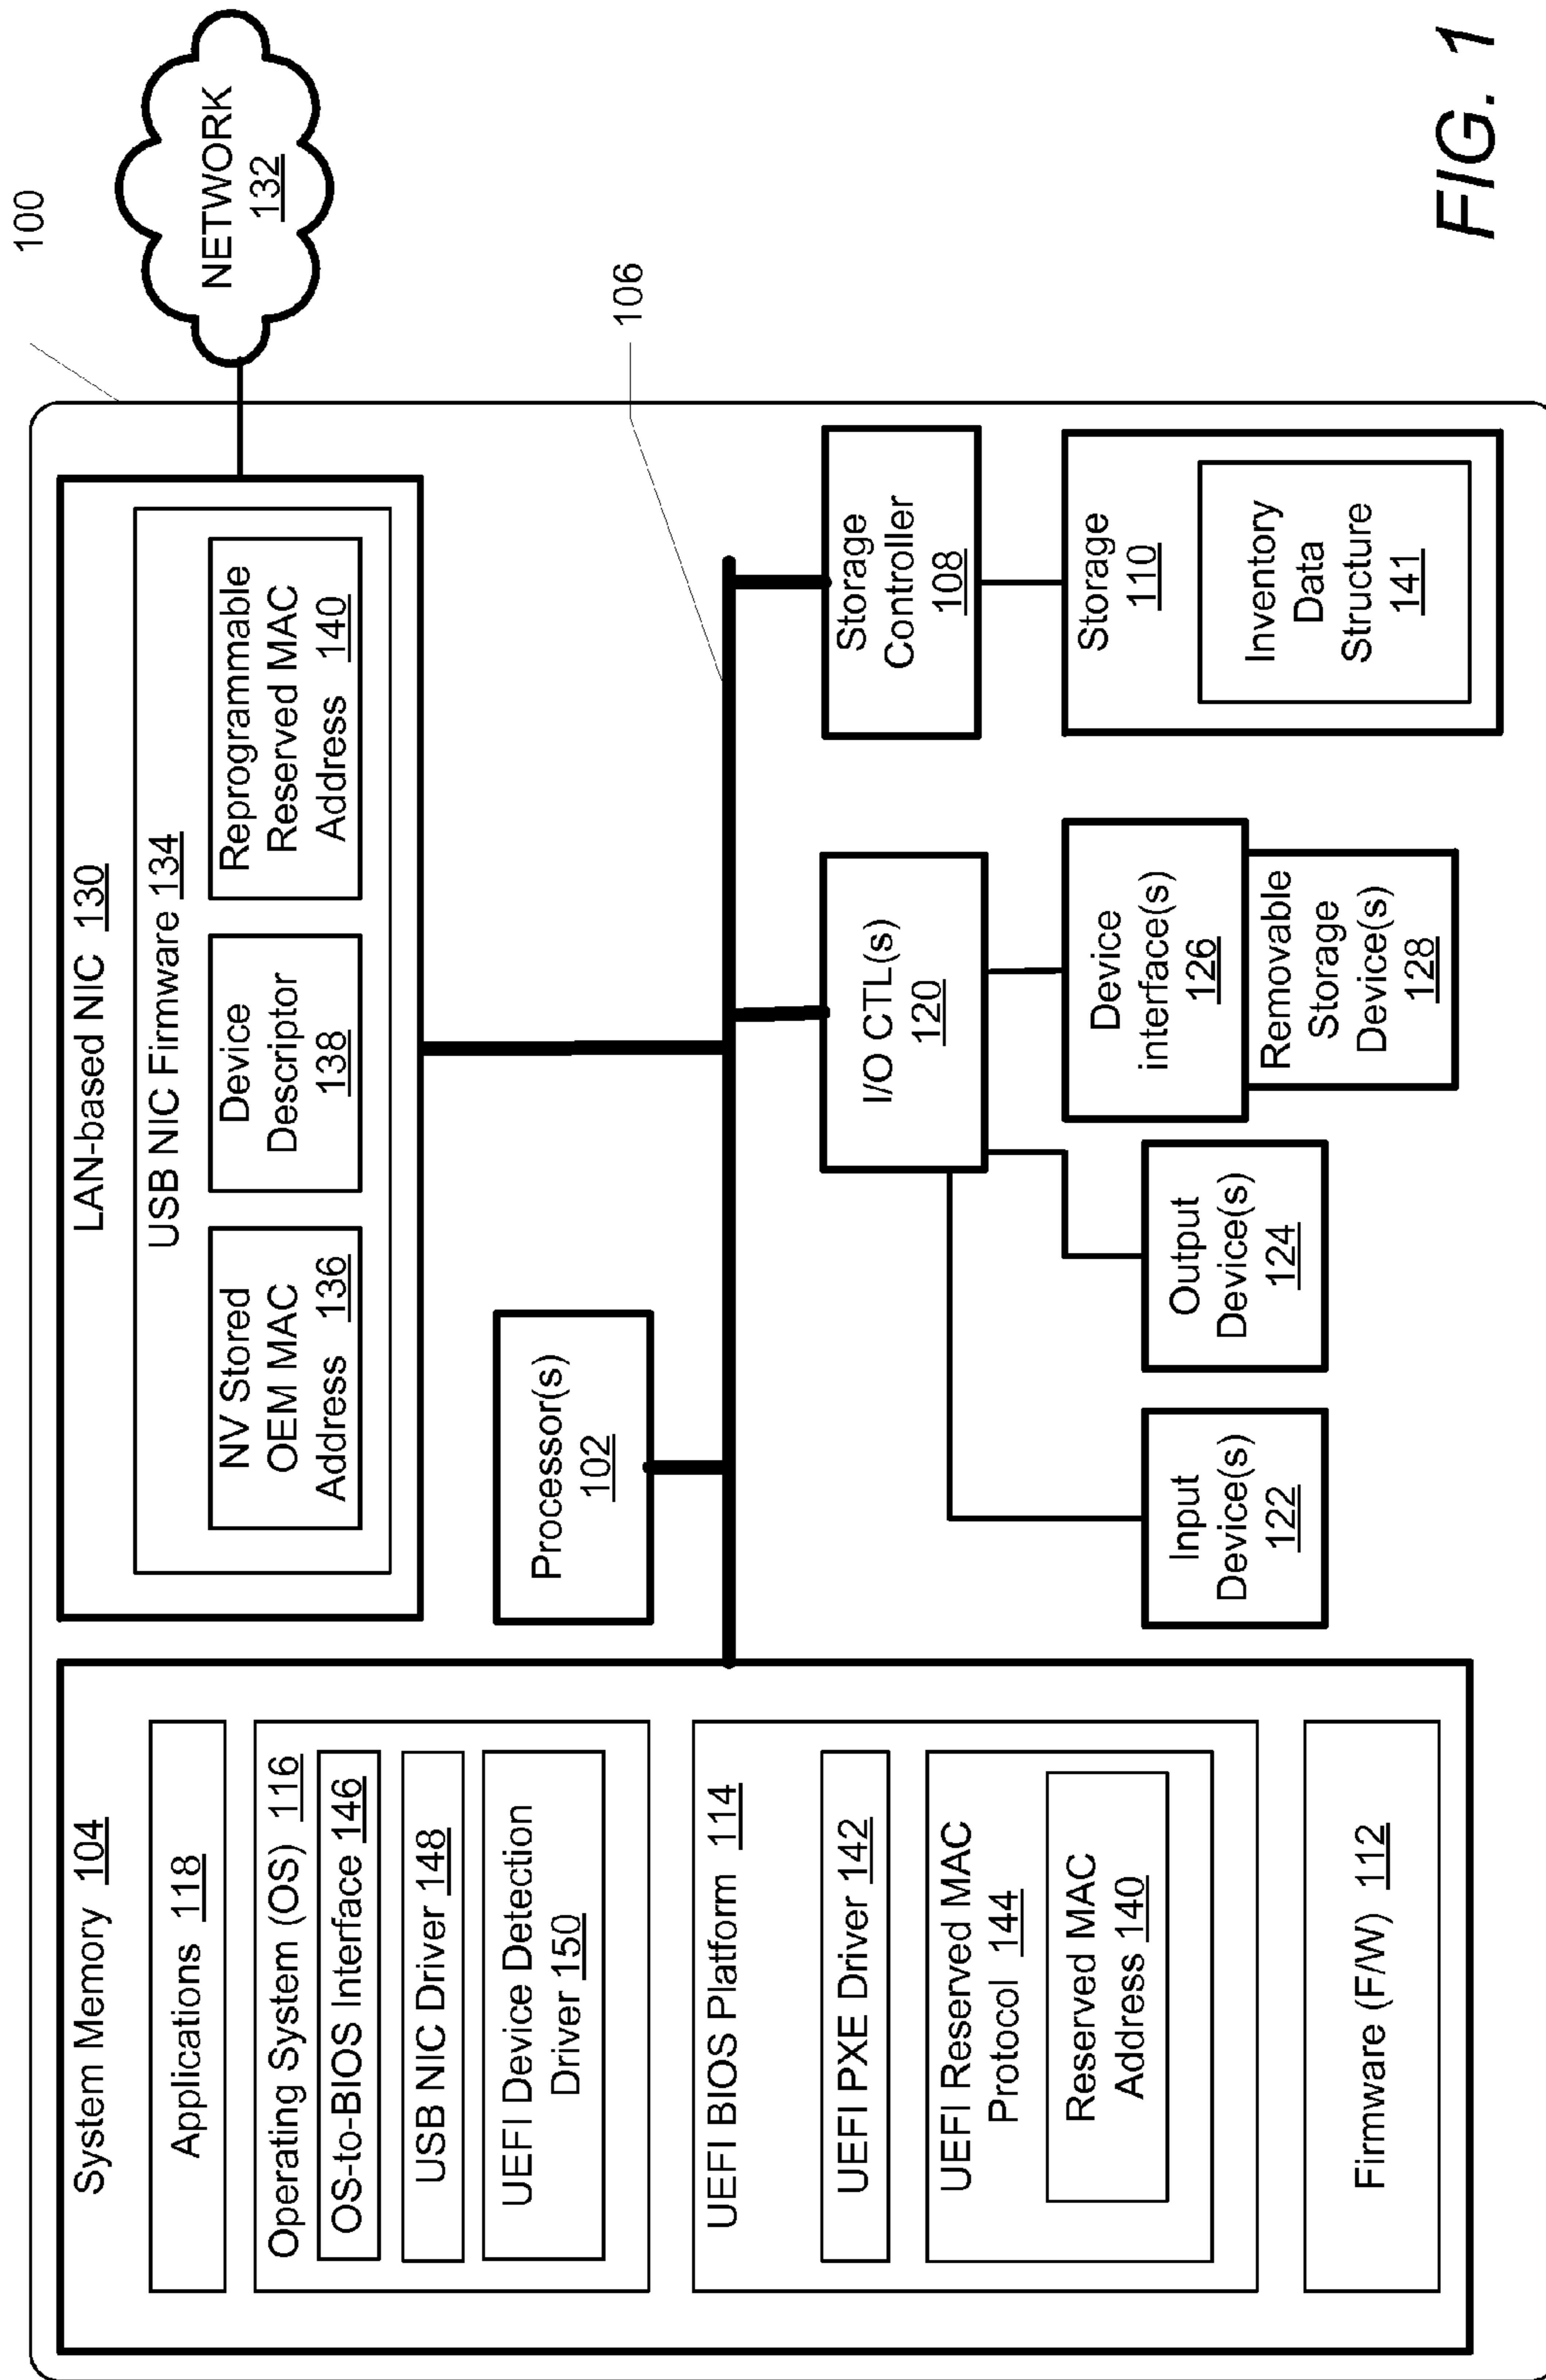 100
System Memory 104
Applications 118
Operating System (OS) 116
OS-to-BIOS Interface 146
USB NIC Driver 148
UEFI Device Detection
Driver 150
UEFI BIOS Platform 114
UEFI PXE Driver 142
UEFI Reserved MAC
Protocol 144
Reserved MAC
Address 140
Firmware (F/W) 112
LAN-based NIC 130
USB NIC Firmware 134
NV Stored
OEM MAC
Address 136
Device
Descriptor
138
Reprogrammable
Reserved MAC
Address 140
NETWORK
132
Processor(s)
102
106
I/O CTL(s)
120
Storage
Controller
108
Input
Device(s)
122
Output
Device(s)
124
Device
interface(s)
126
Removable
Storage
Device(s)
128
Storage
110
Inventory
Data
Structure
141
FIG. 1